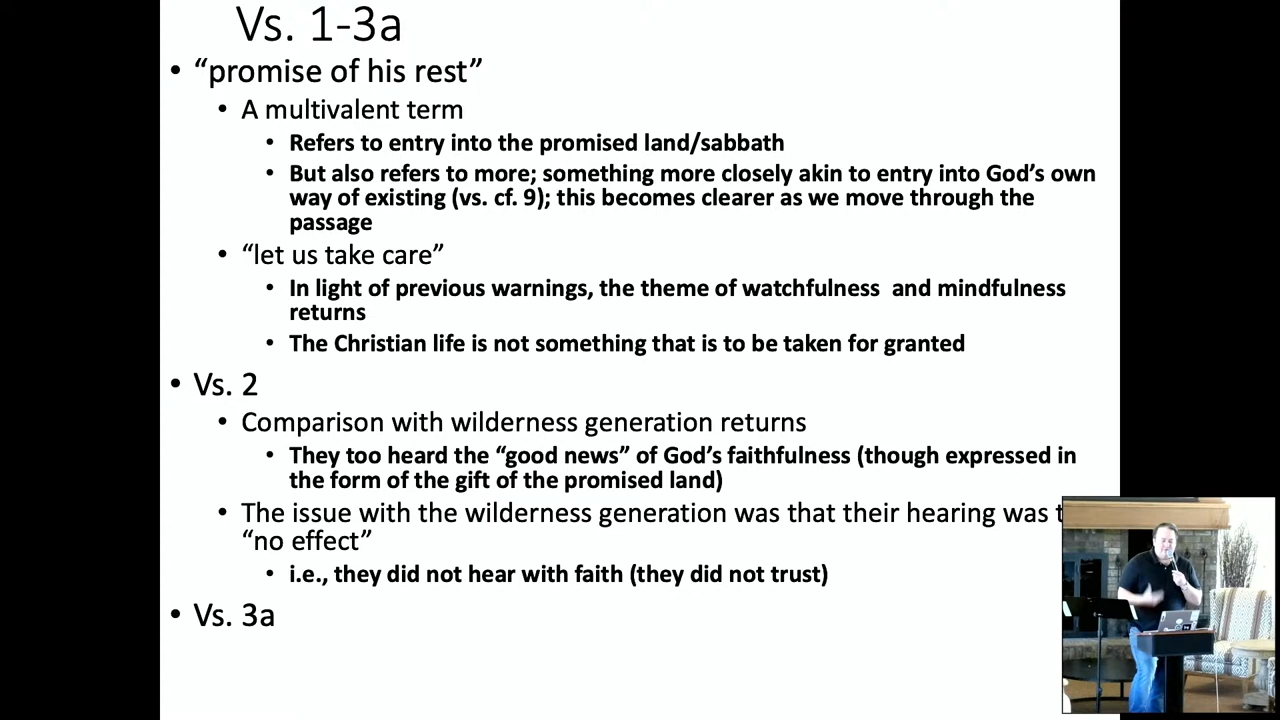 Vs. 1-3a
• “promise of his rest”
• A multivalent term
• Refers to entry into the promised land/sabbath
• But also refers to more; something more closely akin to entry into God’s own
way of existing (vs. cf. 9); this becomes clearer as we move through the
passage
• “let us take care”
• In light of previous warnings, the theme of watchfulness  and mindfulness
returns
• The Christian life is not something that is to be taken for granted
• Vs. 2
• Comparison with wilderness generation returns
• They too heard the “good news” of God’s faithfulness (though expressed in
the form of the gift of the promised land)
• The issue with the wilderness generation was that their hearing was
“no effect”
• i.e., they did not hear with faith (they did not trust)
• Vs. 3a